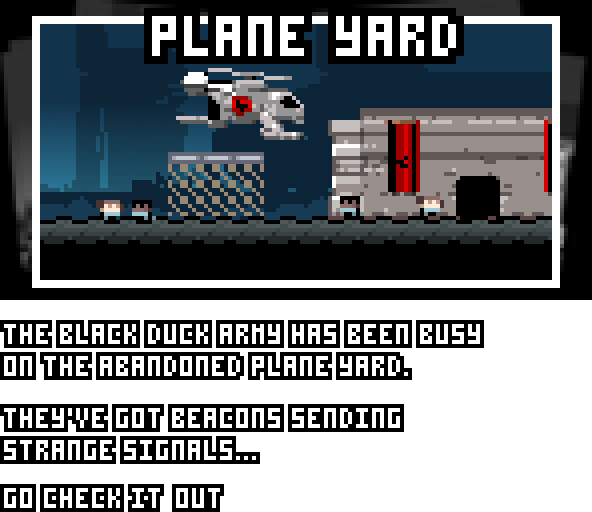 PLANE YARD
THE BLACK DUCK ARMY HAS BEEN BUSY
ON THE ABANDONED PLANE YARD.
THEY'VE GOT BEACONS SENDING
STRANGE SIGNALS...
GO CHECK IT OUT